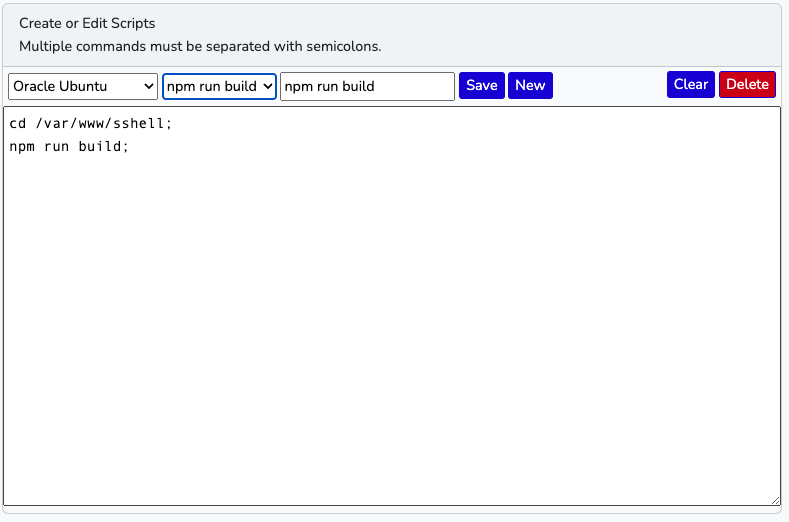 Create or Edit Scripts
Multiple commands must be separated with semicolons.
Oracle Ubuntu npm run build npm run build Save New Clear Delete
cd /var/www/sshell;
npm run build;